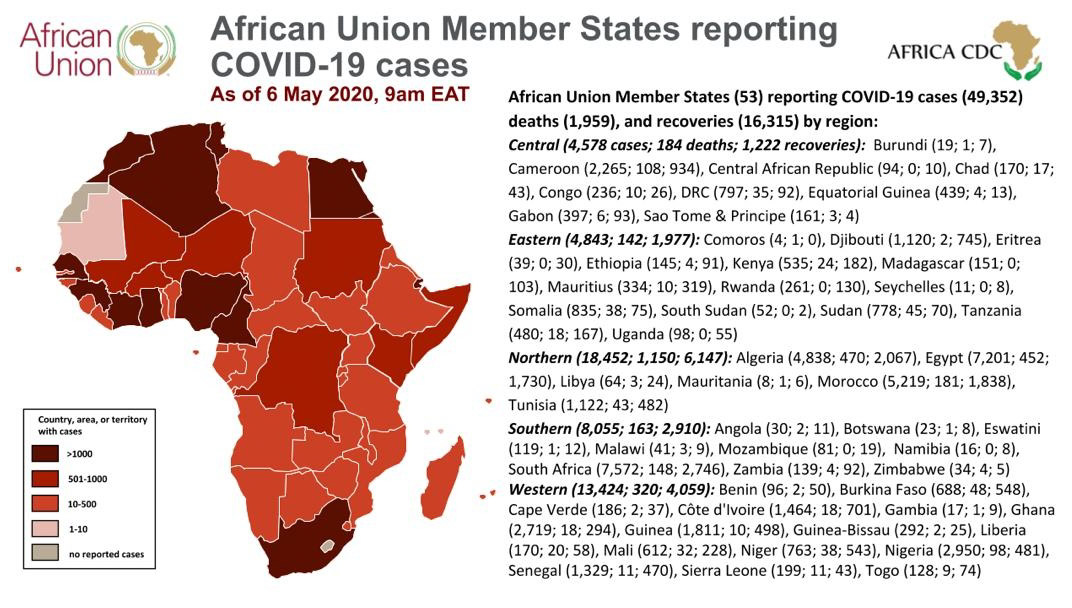 African
Union
African Union Member States reporting
COVID-19 cases
As of 6 May 2020, 9am EAT
AFRICA CDC
African Union Member States (53) reporting COVID-19 cases (49,352)
deaths (1,959), and recoveries (16,315) by region:
Central (4,578 cases; 184 deaths; 1,222 recoveries): Burundi (19; 1; 7),
Cameroon (2,265; 108; 934), Central African Republic (94; 0; 10), Chad (170; 17;
43), Congo (236; 10; 26), DRC (797; 35; 92), Equatorial Guinea (439; 4; 13),
Gabon (397; 6; 93), Sao Tome & Principe (161; 3; 4)
Eastern (4,843; 142; 1,977): Comoros (4; 1; 0), Djibouti (1,120; 2; 745), Eritrea
(39; 0; 30), Ethiopia (145; 4; 91), Kenya (535; 24; 182), Madagascar (151; 0;
103), Mauritius (334; 10; 319), Rwanda (261; 0; 130), Seychelles (11; 0; 8),
Somalia (835; 38; 75), South Sudan (52; 0; 2), Sudan (778; 45; 70), Tanzania
(480; 18; 167), Uganda (98; 0; 55)
Northern (18,452; 1,150; 6,147): Algeria (4,838; 470; 2,067), Egypt (7,201; 452;
1,730), Libya (64; 3; 24), Mauritania (8; 1; 6), Morocco (5,219; 181; 1,838),
Tunisia (1,122; 43; 482)
Southern (8,055; 163; 2,910): Angola (30; 2; 11), Botswana (23; 1; 8), Eswatini
(119; 1; 12), Malawi (41; 3; 9), Mozambique (81; 0; 19), Namibia (16; 0; 8),
South Africa (7,572; 148; 2,746), Zambia (139; 4; 92), Zimbabwe (34; 4; 5)
Western (13,424; 320; 4,059): Benin (96; 2; 50), Burkina Faso (688; 48; 548),
Cape Verde (186; 2; 37), Côte d'Ivoire (1,464; 18; 701), Gambia (17; 1; 9), Ghana
(2,719; 18; 294), Guinea (1,811; 10; 498), Guinea-Bissau (292; 2; 25), Liberia
(170; 20; 58), Mali (612; 32; 228), Niger (763; 38; 543), Nigeria (2,950; 98; 481),
Senegal (1,329; 11; 470), Sierra Leone (199; 11; 43), Togo (128; 9; 74)
Country, area, or territory
with cases
>1000
501-1000
10-500
1-10
no reported cases